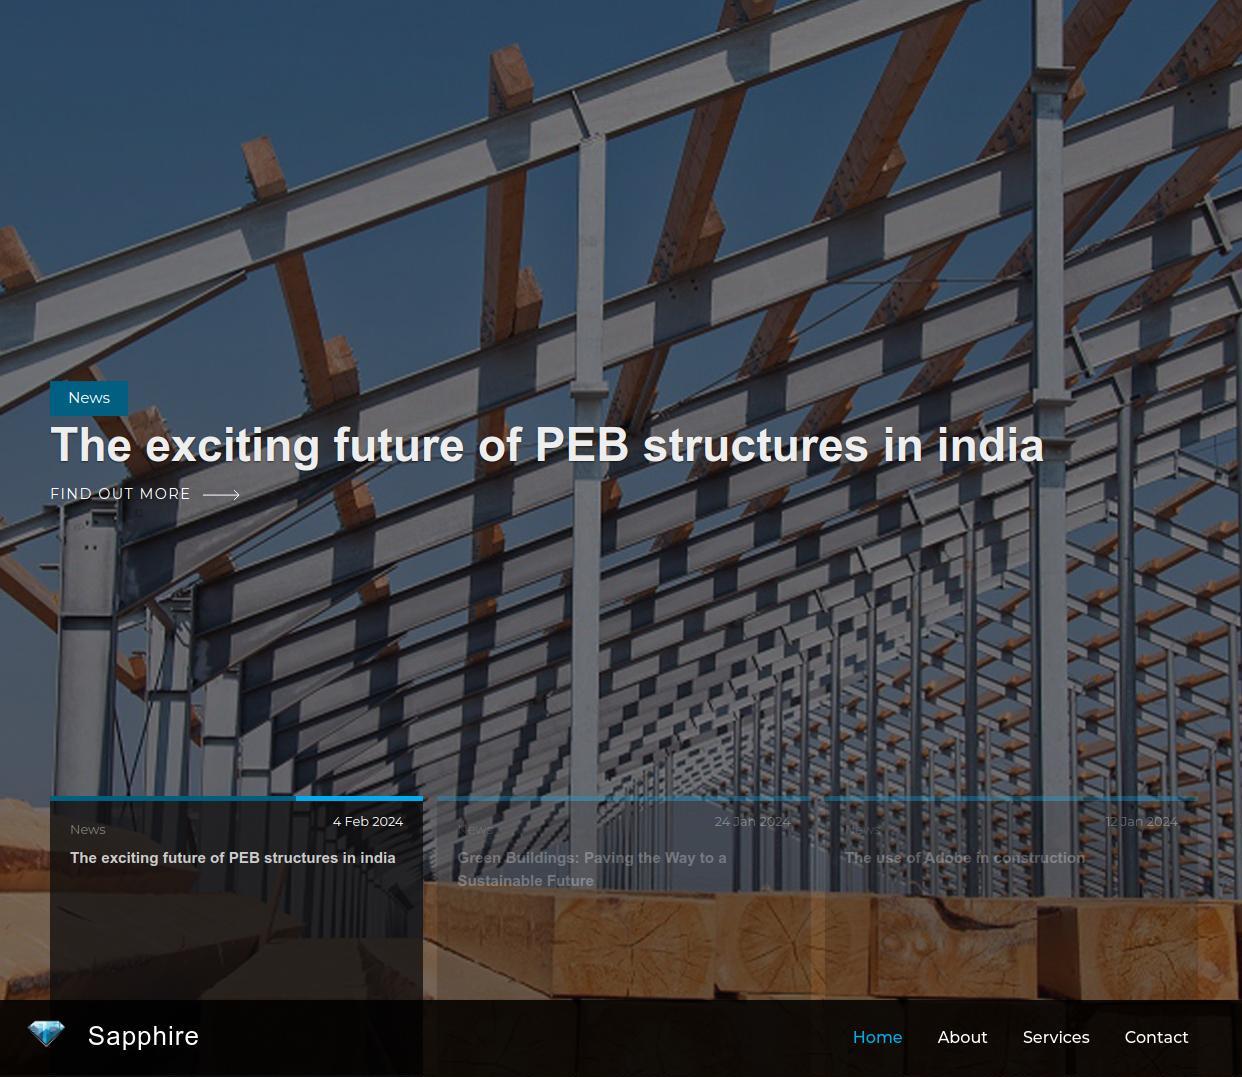 News
The exciting future of PEB structures in india
FIND OUT MORE
4 Feb 2024
News
The exciting future of PEB structures in india
24 Jan 2024
News
Green Buildings: Paving the Way to a
Sustainable Future
12 Jan 2024
News
The use of Adobe in construction
Sapphire
Home About Services Contact